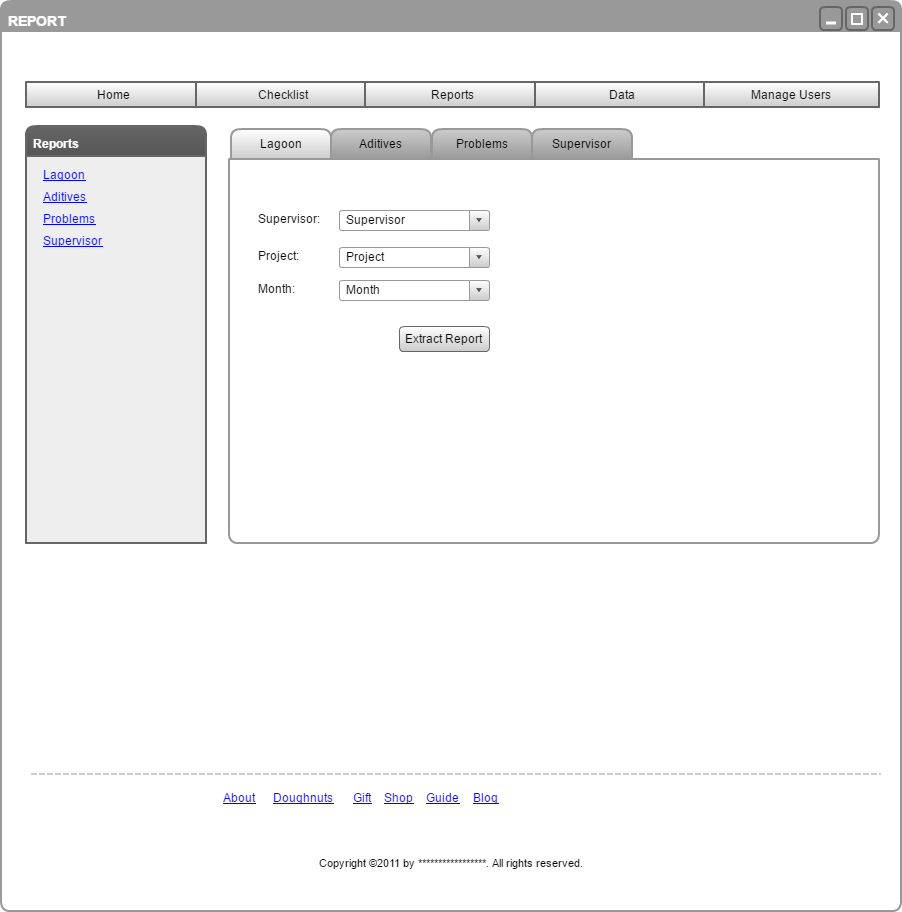 REPORT
Home Checklist Reports Data Manage Users
Reports
Lagoon
Aditives
Problems
Supervisor
Lagoon Aditives Problems Supervisor
Supervisor: Supervisor
Project: Project
Month: Month
Extract Report
About Doughnuts Gift Shop Guide Blog
Copyright ©2011 by *****************. All rights reserved.